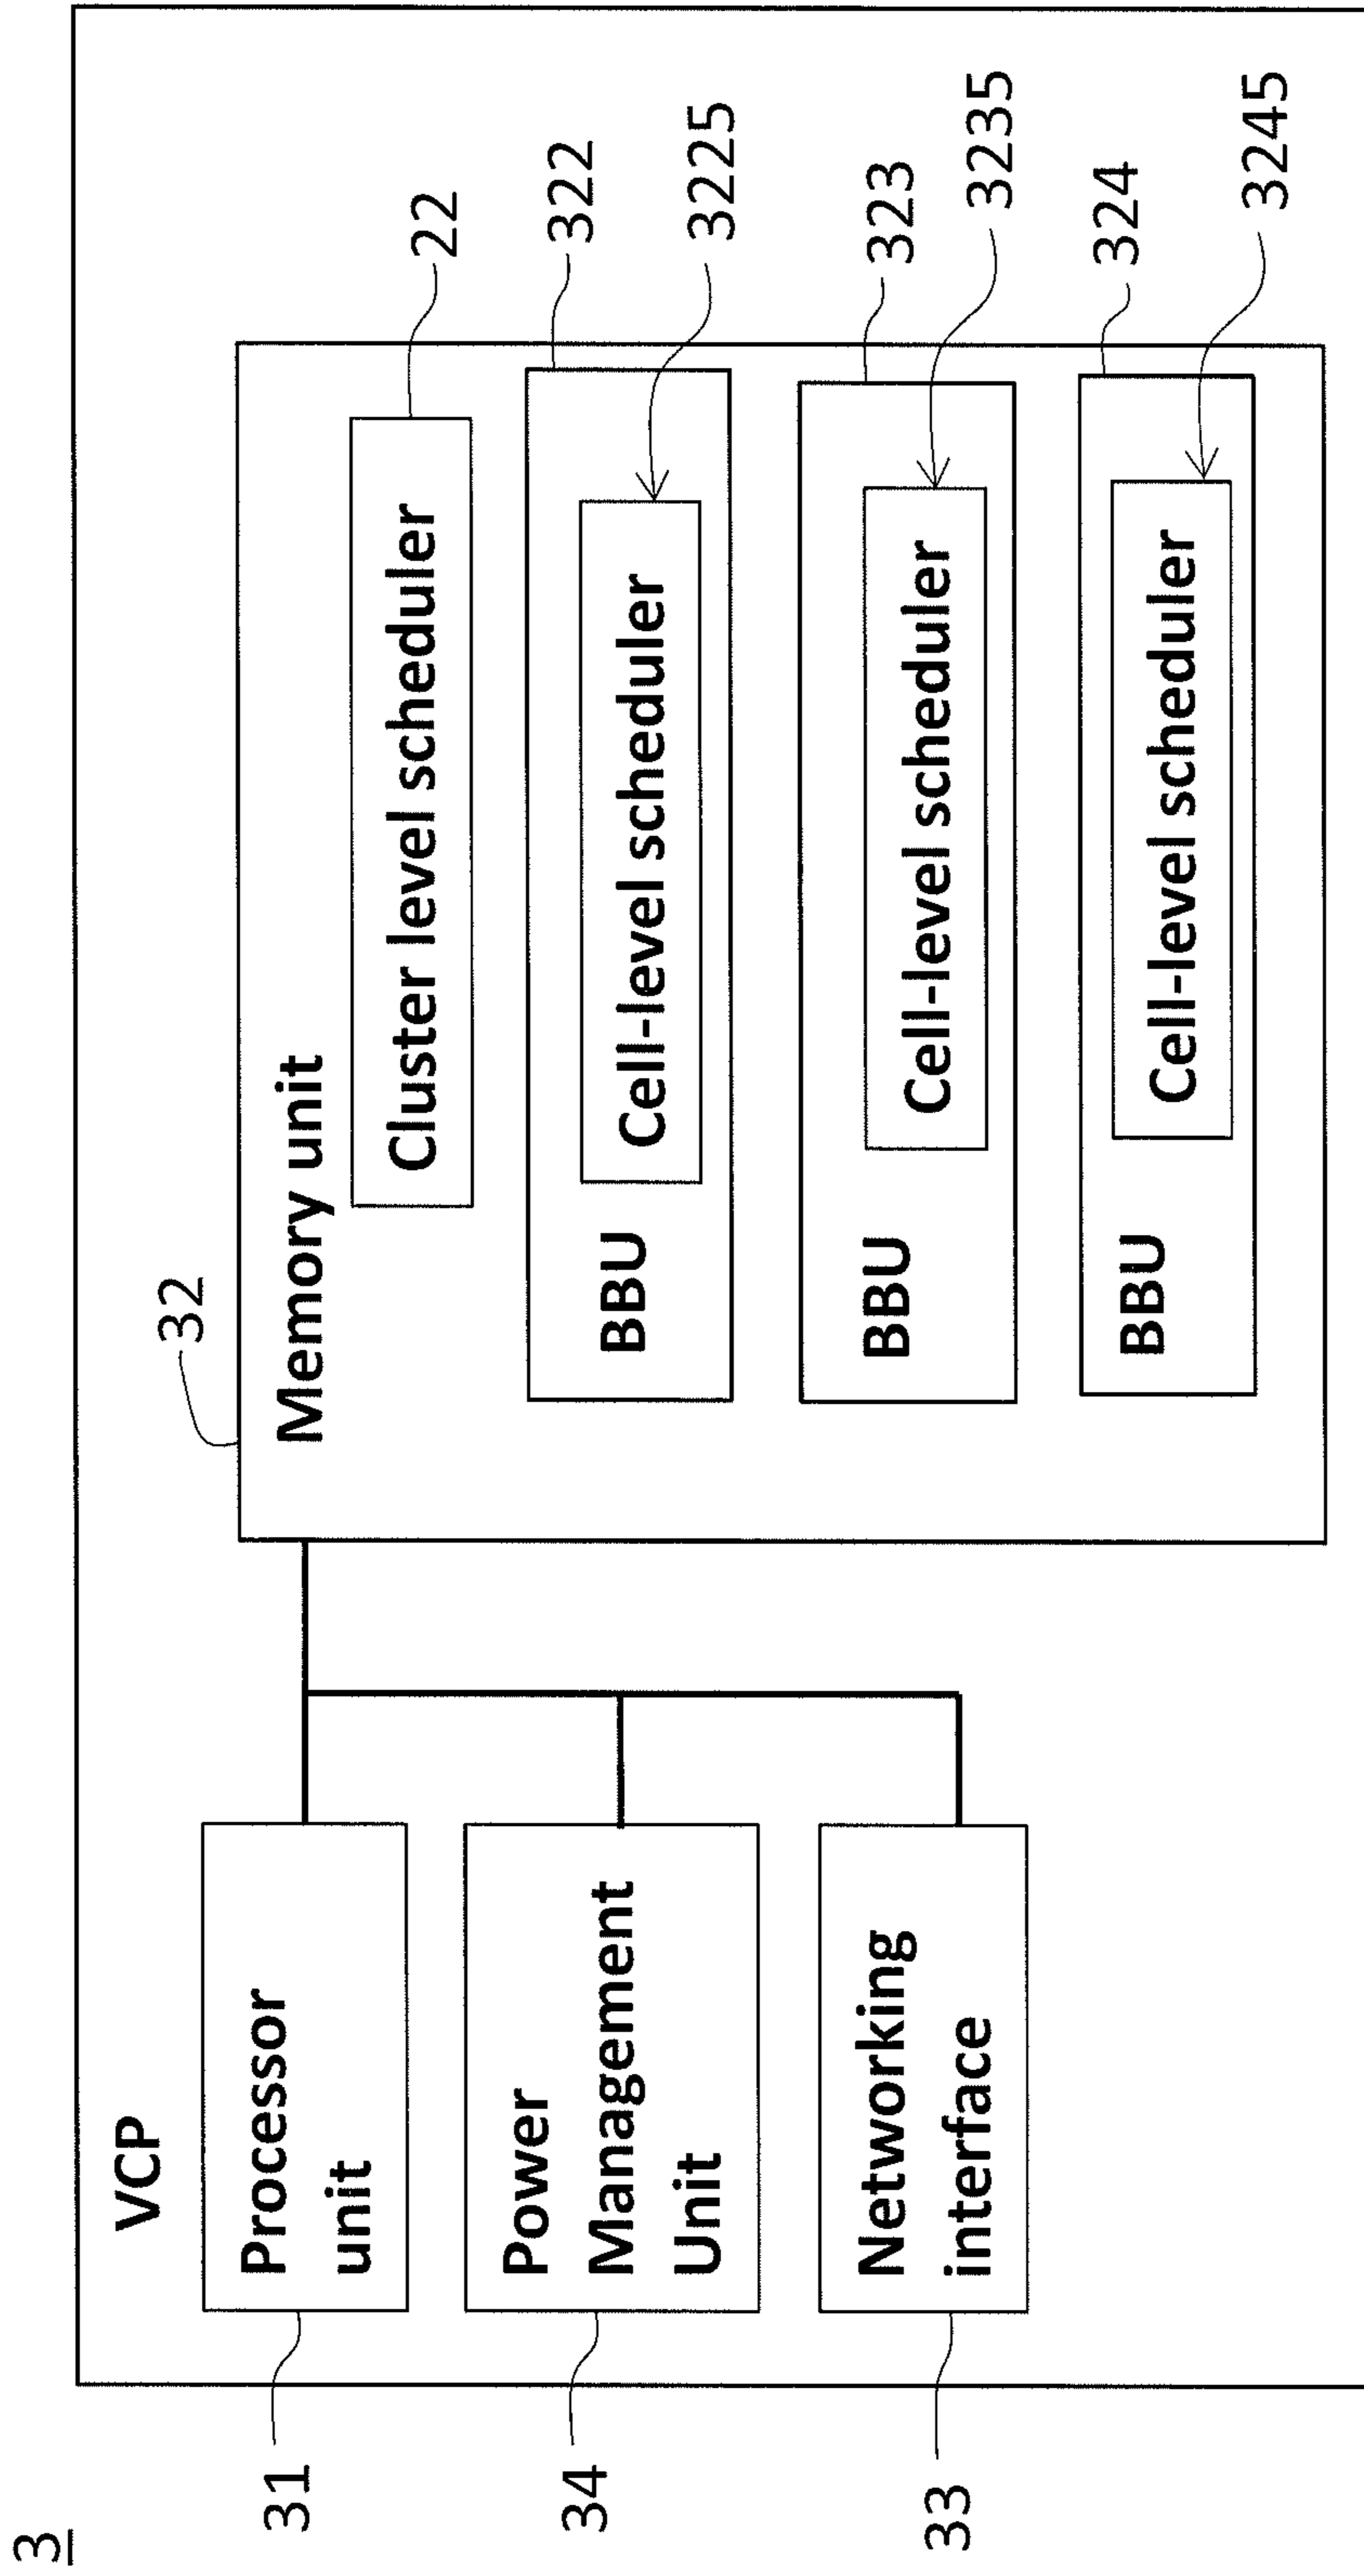 3
VCP
31
Processor
unit
34
Power
Management
Unit
33
Networking
interface
32
Memory unit
Cluster level scheduler
22
BBU
Cell-level scheduler
322
3225
BBU
Cell-level scheduler
323
3235
BBU
Cell-level scheduler
324
3245